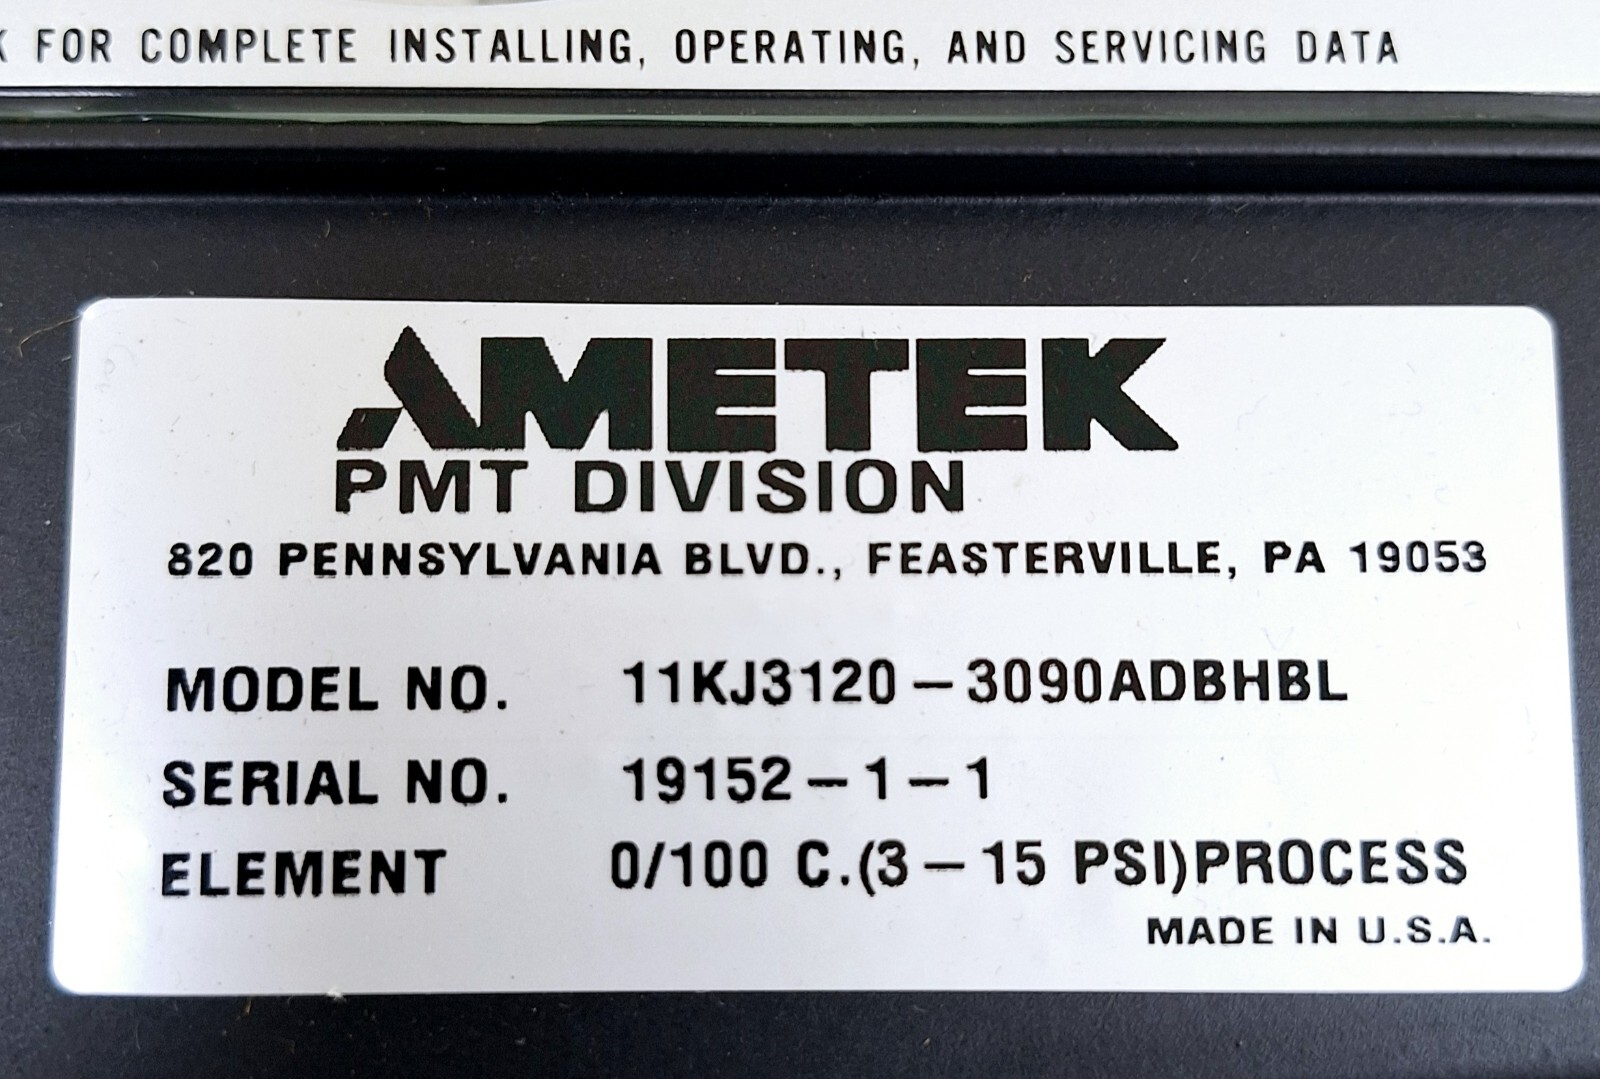 FOR COMPLETE INSTALLING, OPERATING, AND SERVICING DATA
AMETEK
PMT DIVISION
820 PENNSYLVANIA BLVD., FEASTERVILLE, PA 19053
MODEL NO. 11KJ3120-3090ADBHBL
SERIAL NO. 19152-1-1
ELEMENT 0/100 C.(3-15 PSI)PROCESS
MADE IN U.S.A.